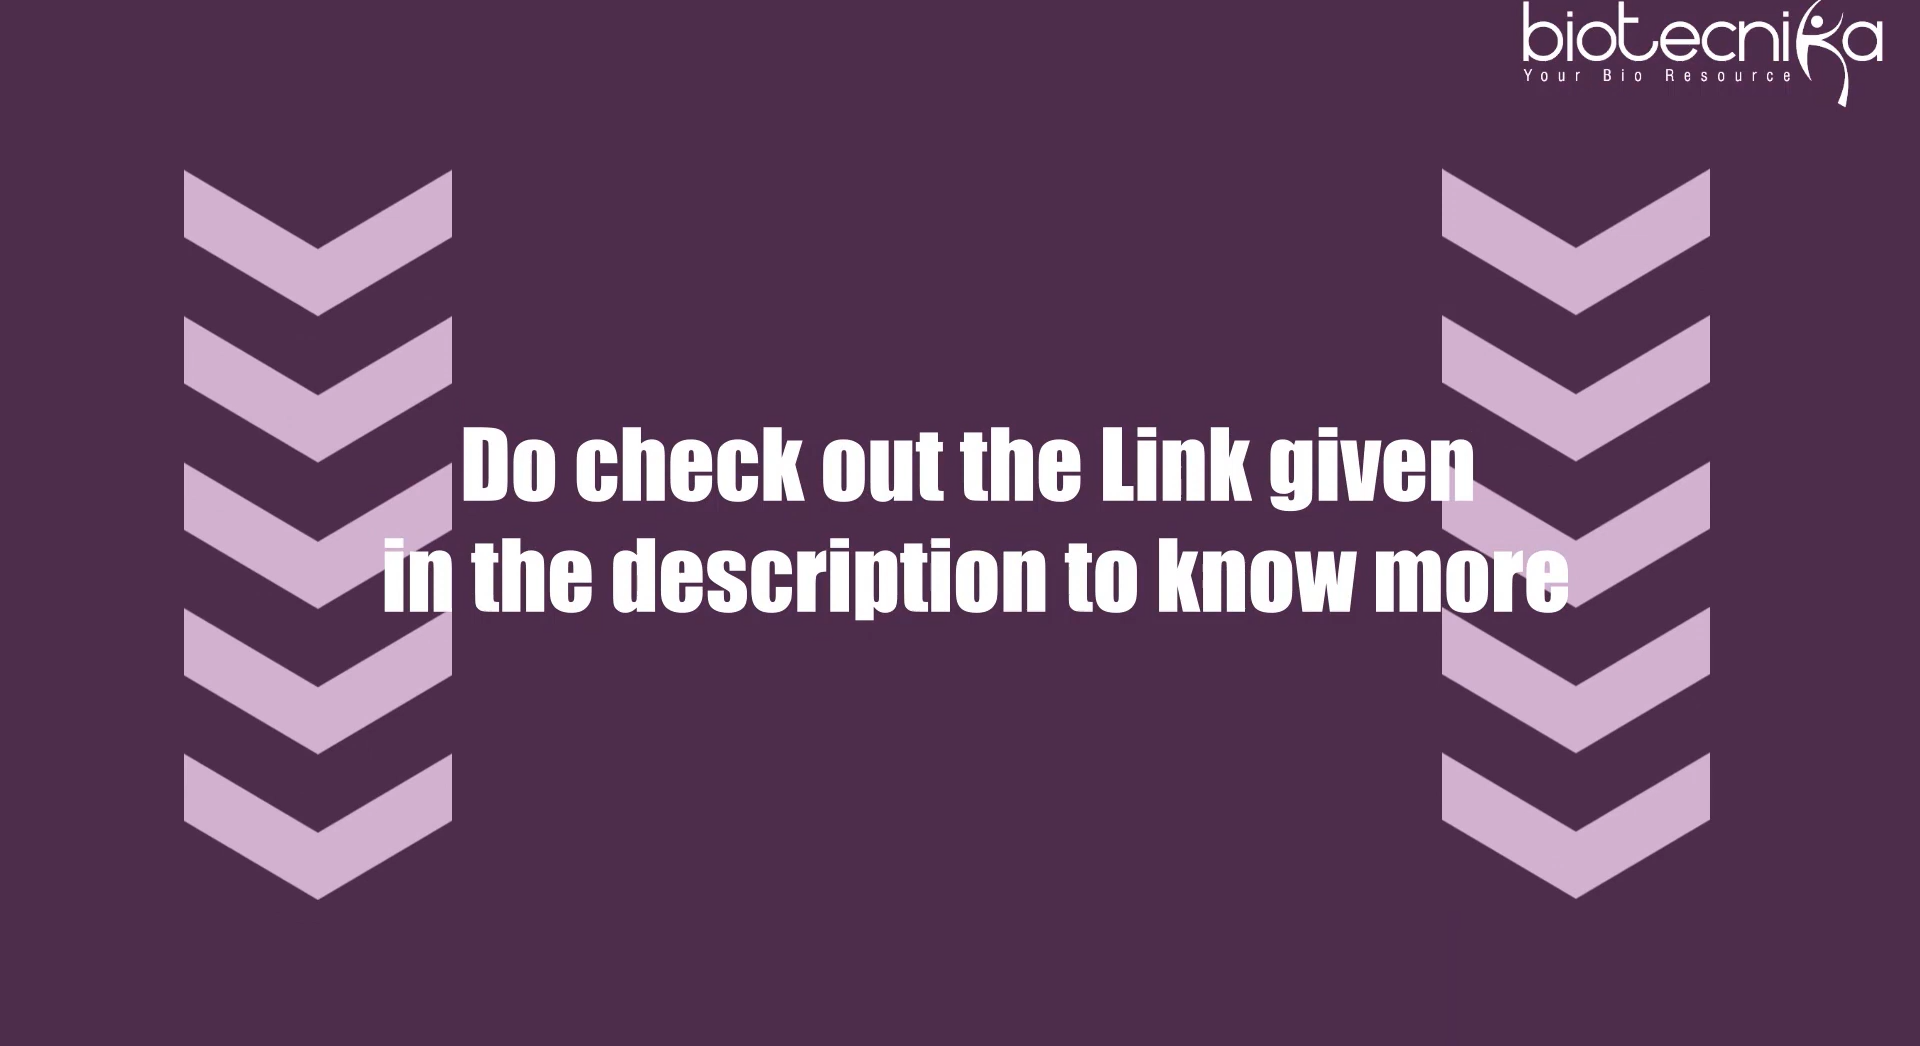 biotecnika
Your Bio Resource
Do check out the Link given
in the description to know more